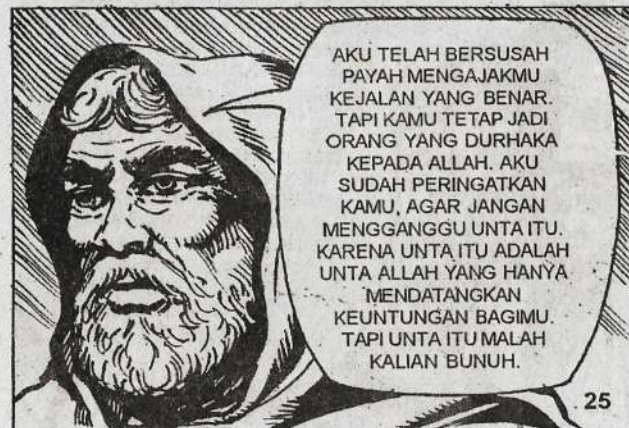 AKU TELAH BERSUSAH
PAYAH MENGAJAKMU
KEJALAN YANG BENAR.
TAPI KAMU TETAP JADI
ORANG YANG DURHAKA
KEPADA ALLAH. AKU
SUDAH PERINGATKAN
KAMU, AGAR JANGAN
MENGGANGGU UNTA ITU.
KARENA UNTA ITU ADALAH
UNTA ALLAH YANG HANYA
MENDATANGKAN
KEUNTUNGAN BAGIMU.
TAPI UNTA ITU MALAH
KALIAN BUNUH.
25